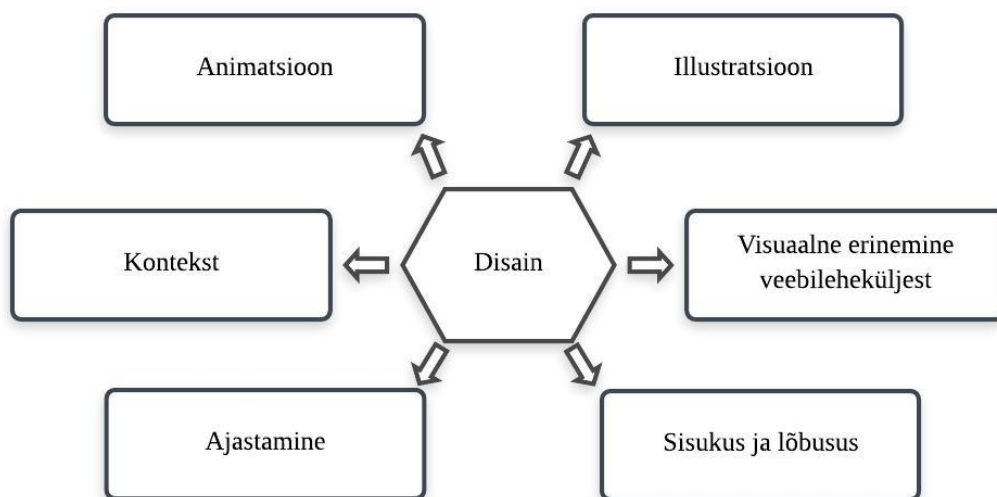 Animatsioon
Illustratsioon
Kontekst
Disain
Visuaalne erinemine
veebileheküljest
Ajastamine
Sisukus ja lõbusus